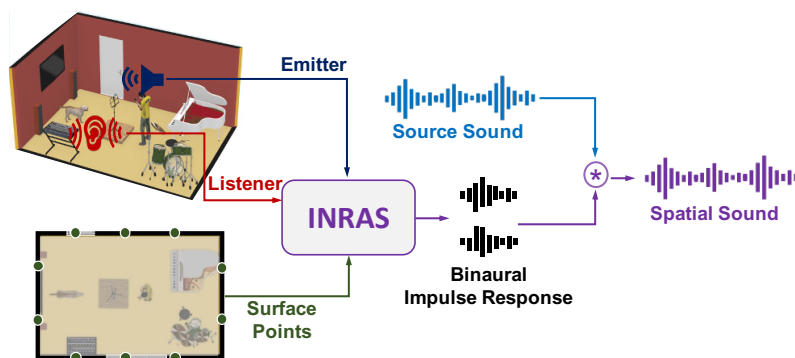 Emitter
Source Sound
Listener
INRAS
*
Spatial Sound
Binaural
Impulse Response
Surface
Points